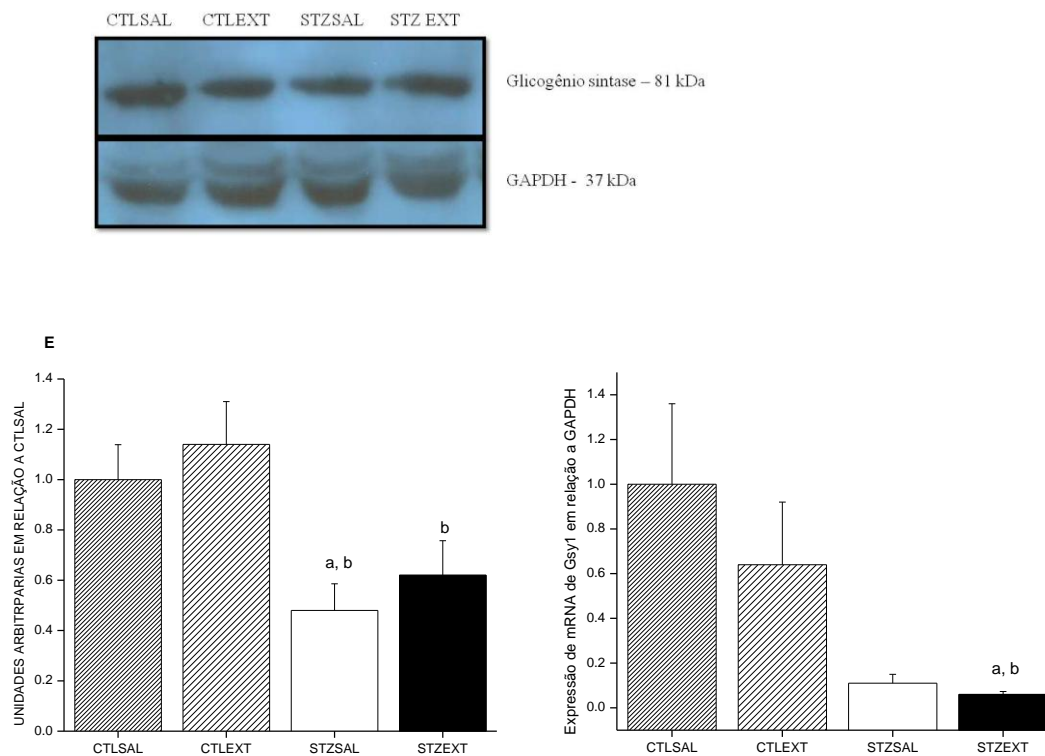 CTLSAL CTLEXT STZSAL STZ EXT
Glicogênio sintase – 81 kDa
GAPDH - 37 kDa
E
UNIDADES ARBITRPARIAS EM RELAÇÃO A CTLSAL
1.4
1.2
1.0
0.8
0.6
0.4
0.2
0.0
a, b
b
CTLSAL CTLEXT STZSAL STZEXT
Expressão de mRNA de Gsy1 em relação a GAPDH
1.4
1.2
1.0
0.8
0.6
0.4
0.2
0.0
a, b
CTLSAL CTLEXT STZSAL STZEXT